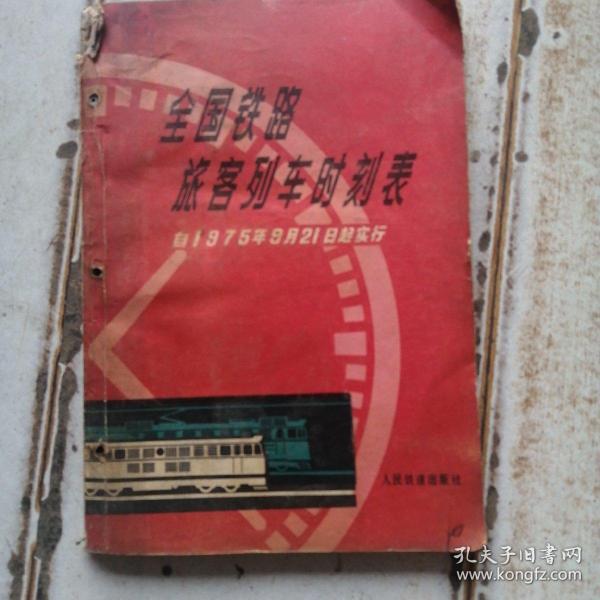 全国铁路
旅客列车时刻表
自1975年9月21日起实行
人民铁道出版社
孔夫子旧书网
www.kongfz.com